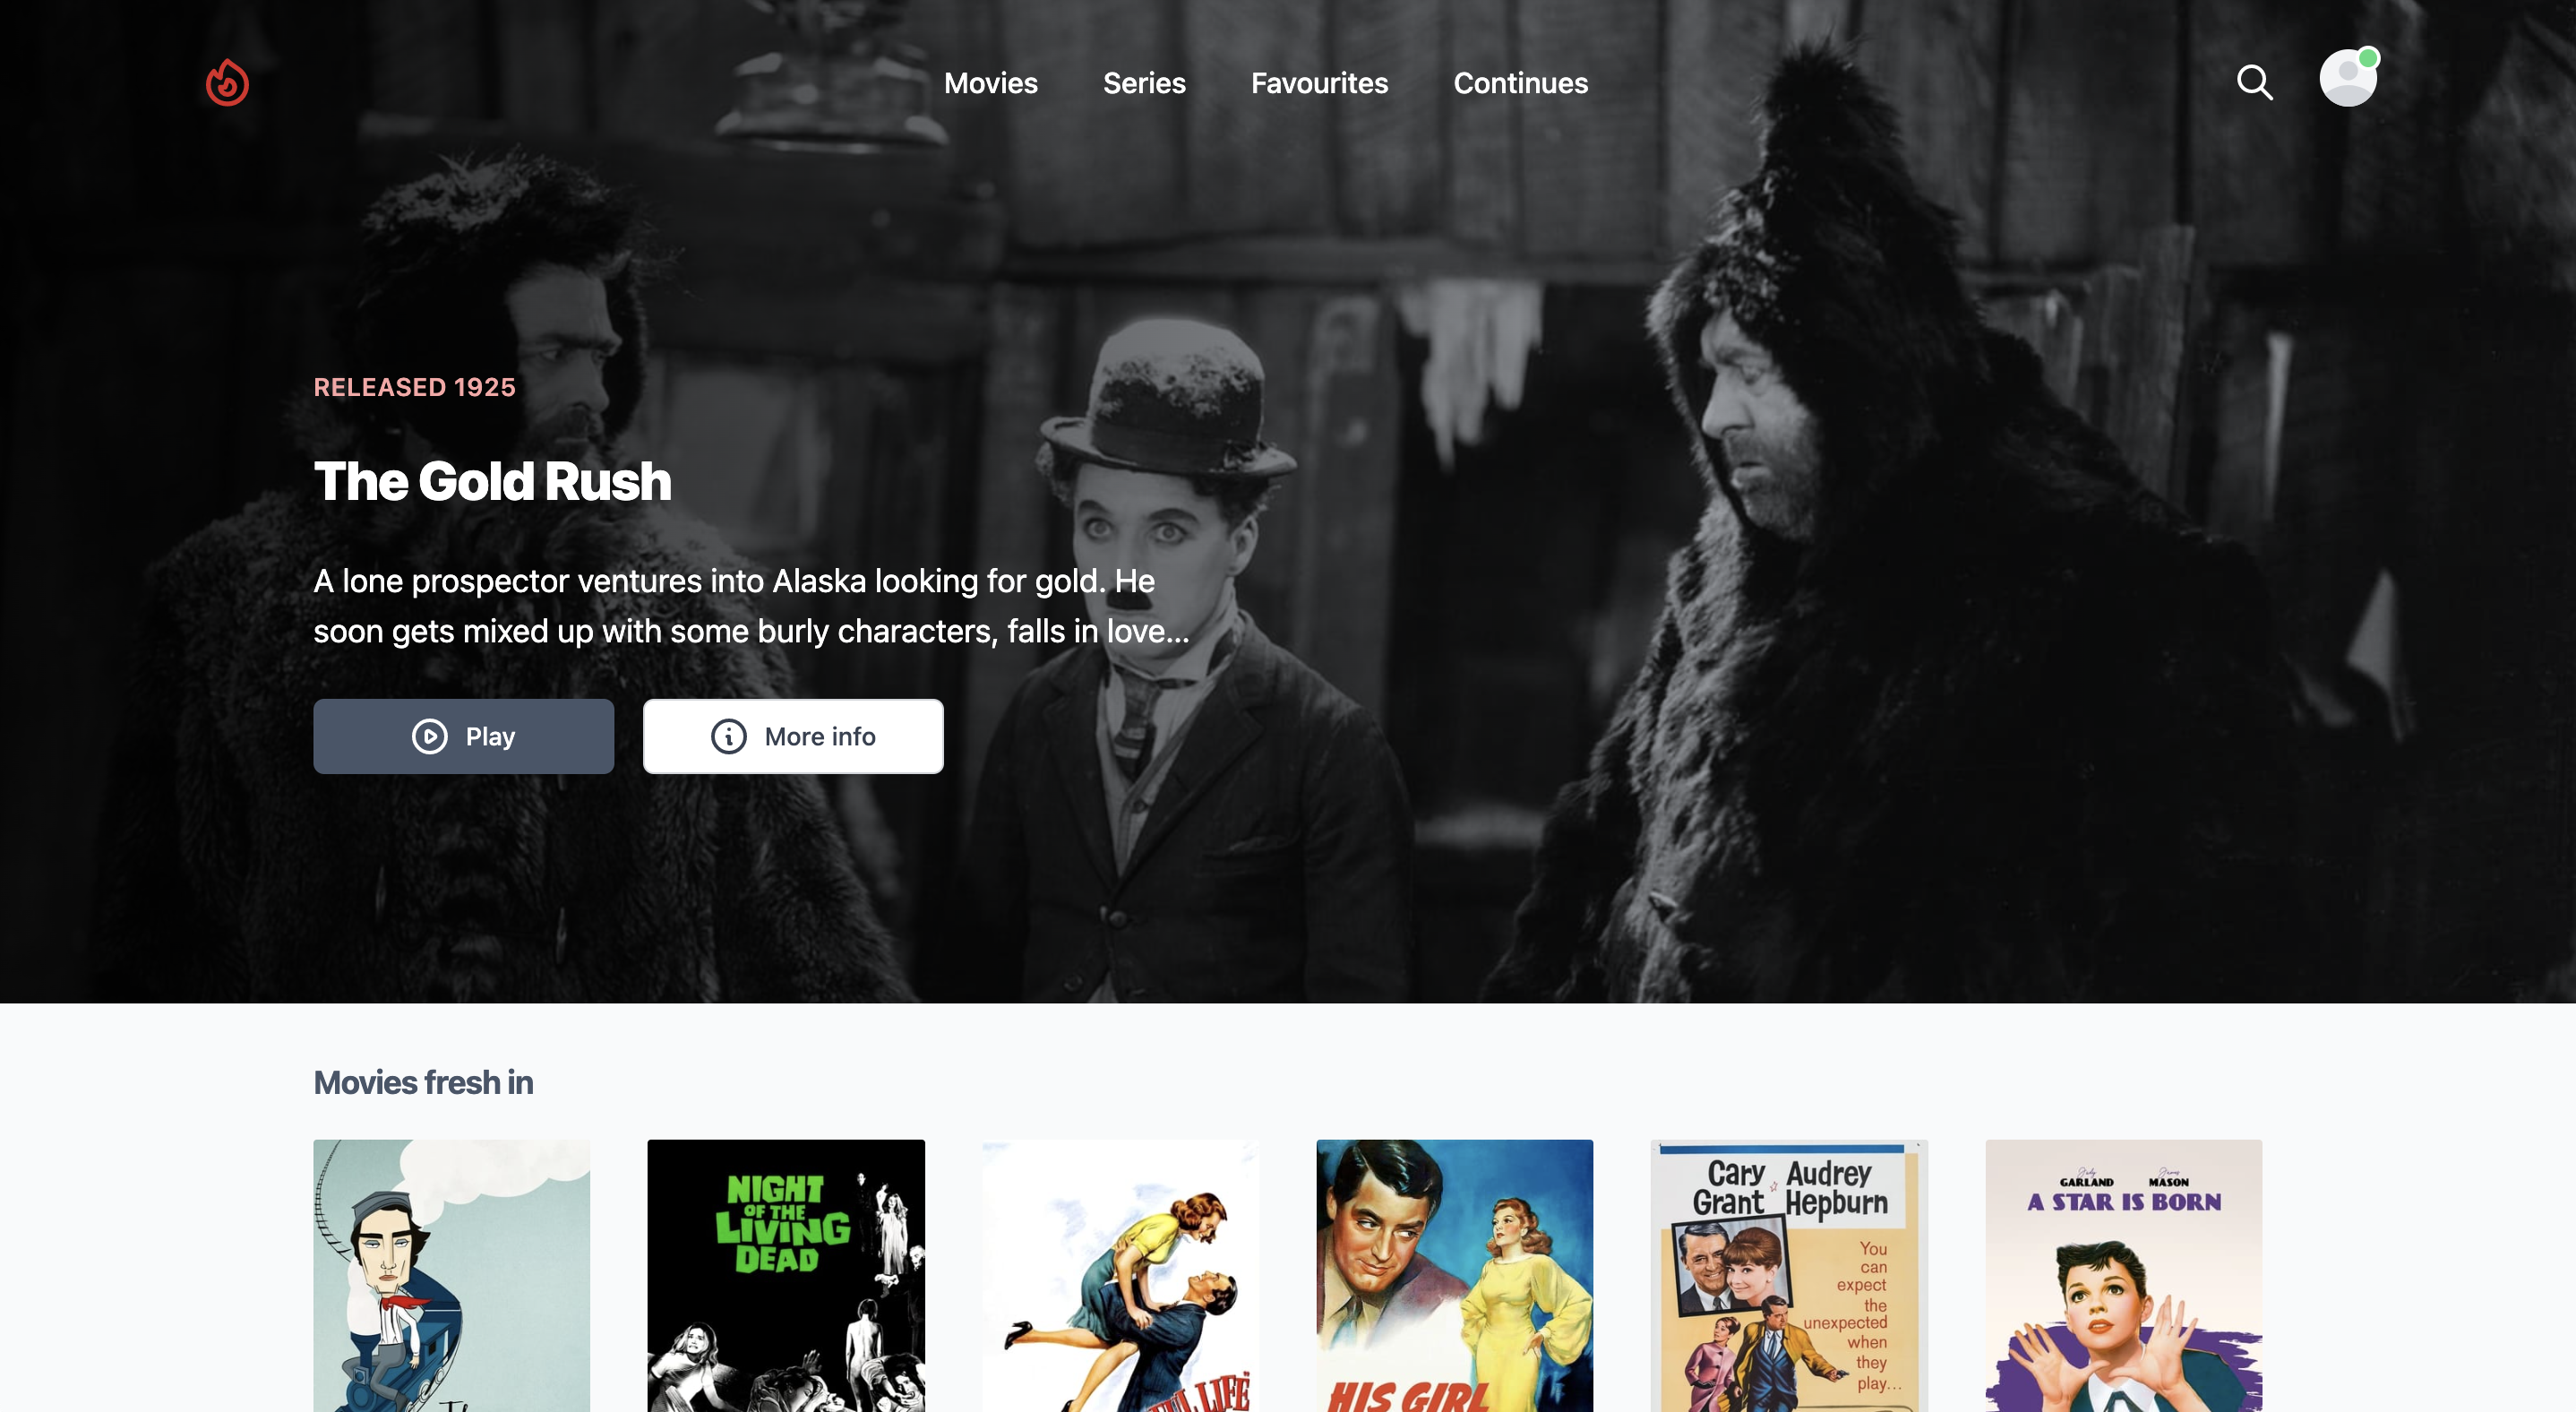 Movies Series Favourites Continues
RELEASED 1925
The Gold Rush
A lone prospector ventures into Alaska looking for gold. He
soon gets mixed up with some burly characters, falls in love...
Play More info
Movies fresh in
NIGHT
OF THE
LIVING
DEAD
LIFE
HIS GIRL
Cary Audrey
Grant Hepburn
You
can
expect
the
unexpected
when
they
play...
Judy James
GARLAND MASON
A STAR IS BORN